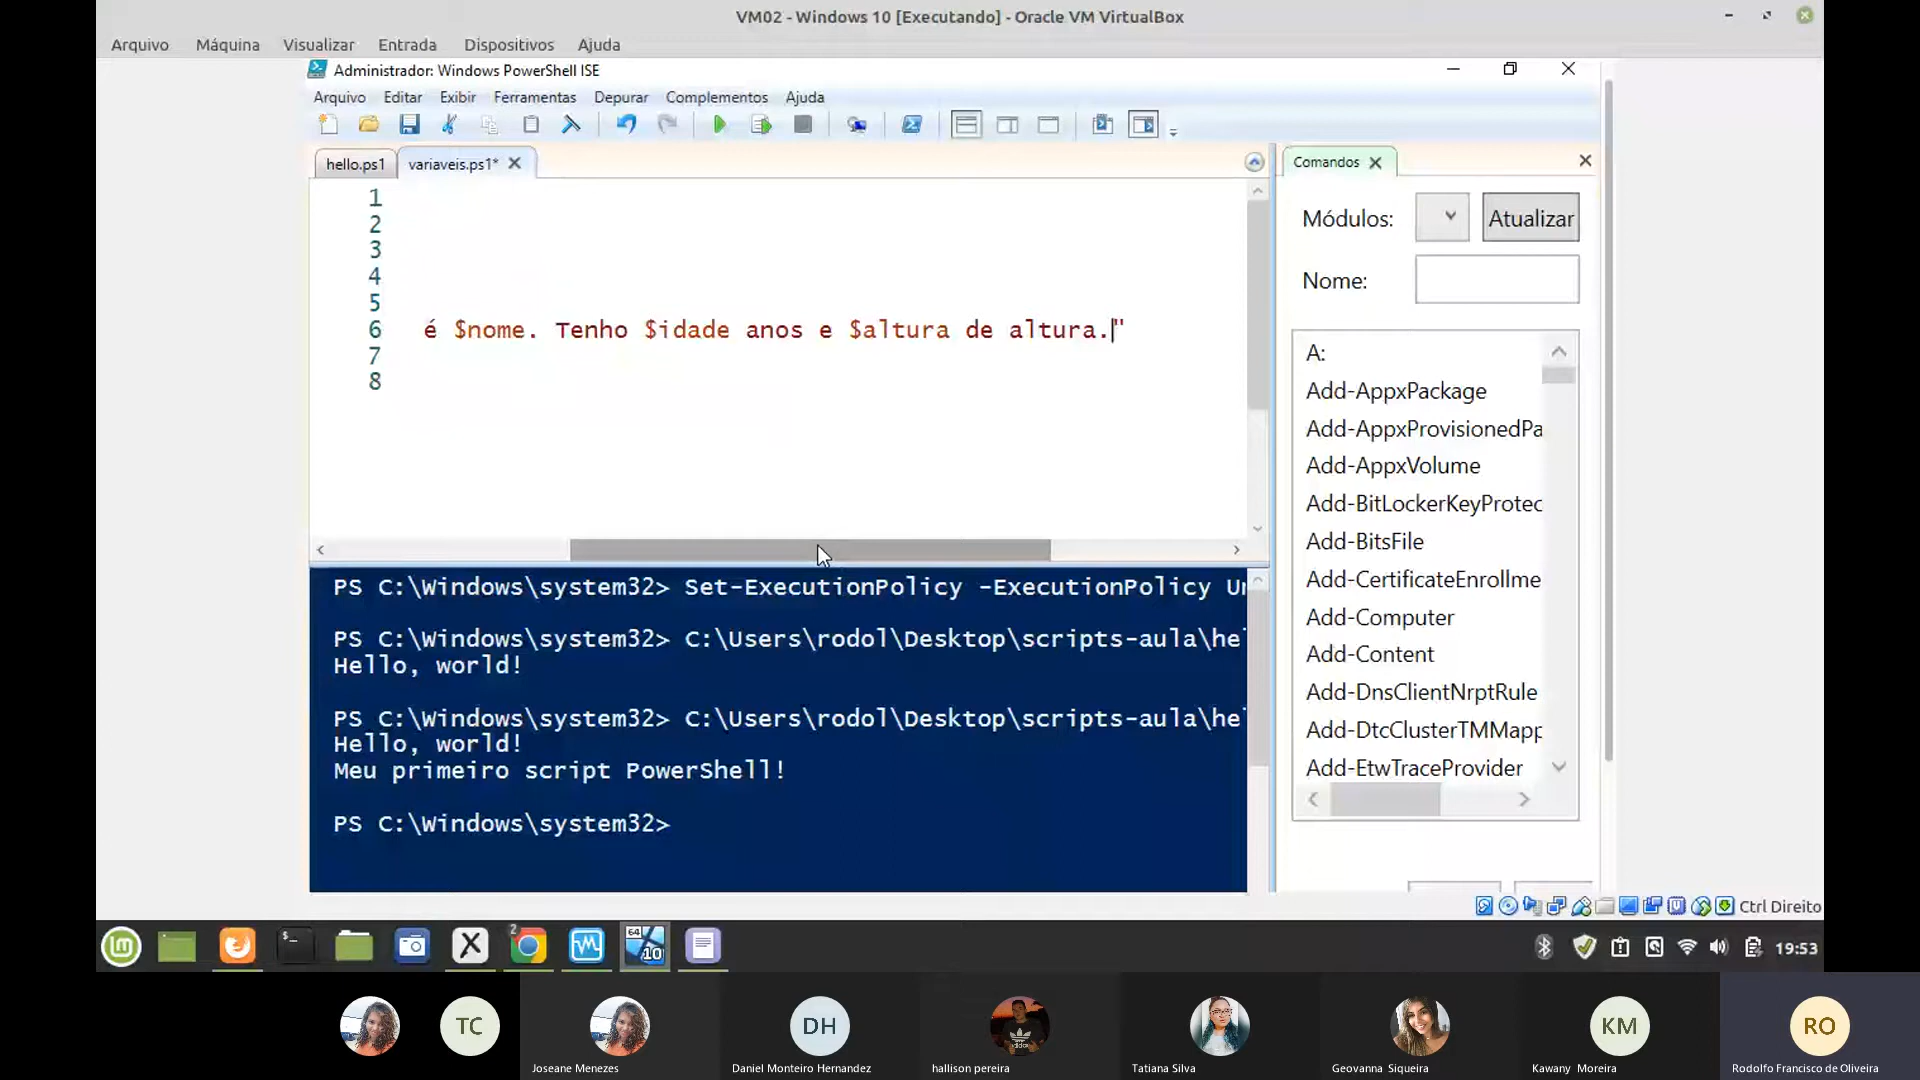 VM02 - Windows 10 [Executando] - Oracle VM VirtualBox
Arquivo Máquina Visualizar Entrada Dispositivos Ajuda
Administrador: Windows PowerShell ISE
Arquivo Editar Exibir Ferramentas Depurar Complementos Ajuda
hello.ps1 variaveis.ps1*
1
2
3
4
5
6 é $nome. Tenho $idade anos e $altura de altura."
7
8
PS C:\Windows\system32> Set-ExecutionPolicy -ExecutionPolicy Un
PS C:\Windows\system32> C:\Users\rodol\Desktop\scripts-aula\hel
Hello, world!
PS C:\Windows\system32> C:\Users\rodol\Desktop\scripts-aula\hel
Hello, world!
Meu primeiro script PowerShell!
PS C:\Windows\system32>
Comandos
Módulos: Atualizar
Nome:
A:
Add-AppxPackage
Add-AppxProvisionedPa
Add-AppxVolume
Add-BitLockerKeyProtec
Add-BitsFile
Add-CertificateEnrollme
Add-Computer
Add-Content
Add-DnsClientNrptRule
Add-DtcClusterTMMapp
Add-EtwTraceProvider
Ctrl Direito
2
64
10
19:53
TC
DH
KM
RO
Joseane Menezes
Daniel Monteiro Hernandez
hallison pereira
Tatiana Silva
Geovanna Siqueira
Kawany Moreira
Rodolfo Francisco de Oliveira